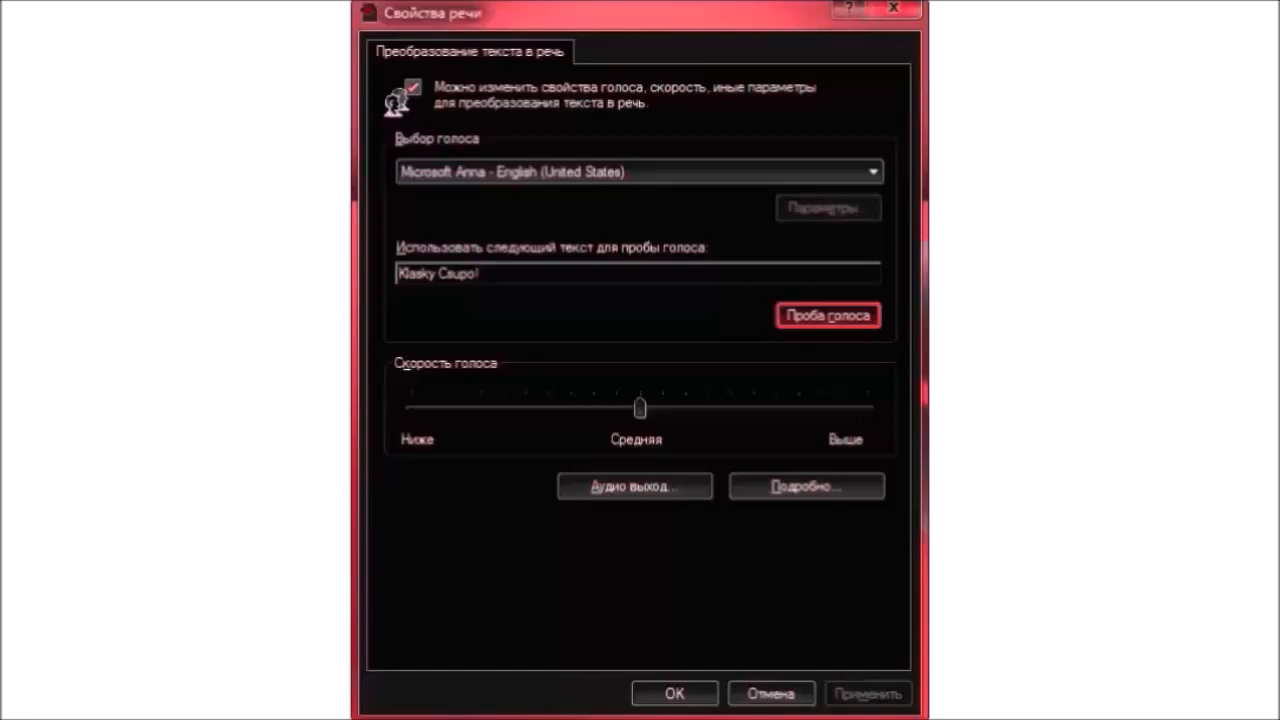 Свойства речи
?
X
Преобразование текста в речь
Можно изменить свойства голоса, скорость, иные параметры
для преобразования текста в речь.
Выбор голоса
Microsoft Anna - English (United States)
Параметры
Использовать следующий текст для пробы голоса:
Klasky Csupo!
Проба голоса
Скорость голоса
Ниже
Средняя
Выше
Аудио выход...
Подробно...
OK
Отмена
Применить